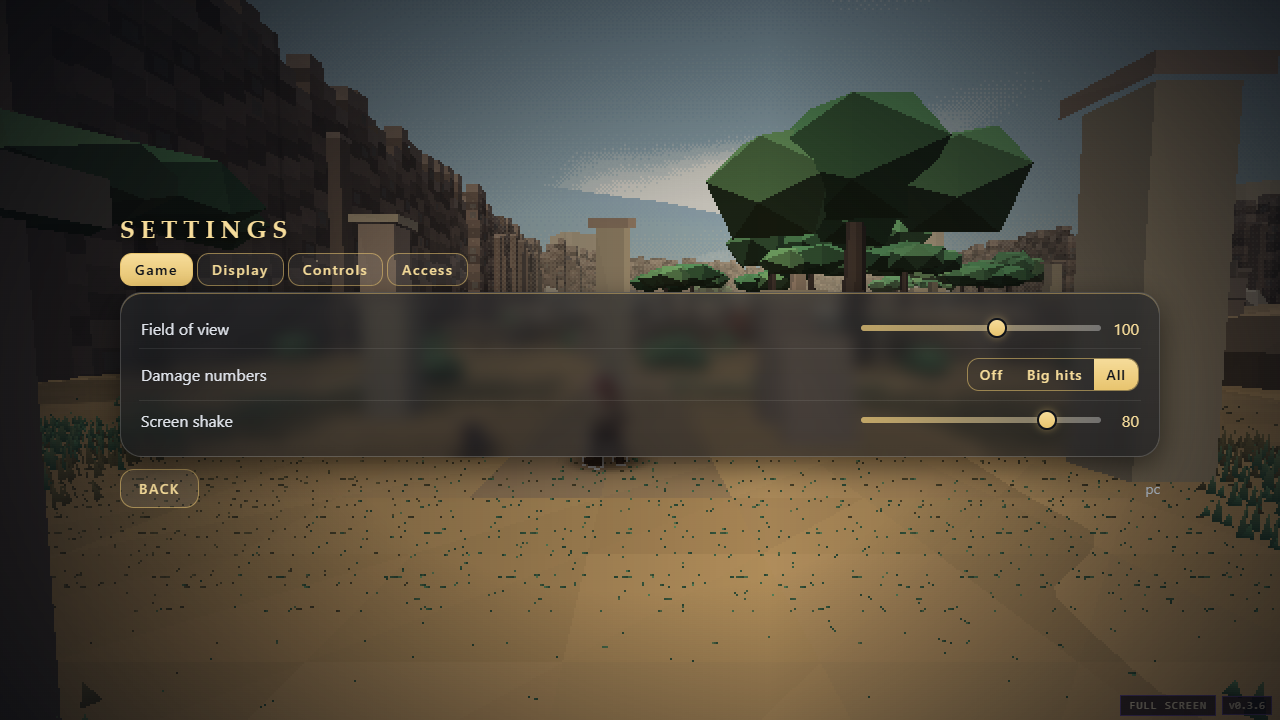 SETTINGS
Game Display Controls Access
Field of view 100
Damage numbers Off Big hits All
Screen shake 80
BACK pc
FULL SCREEN v0.3.6